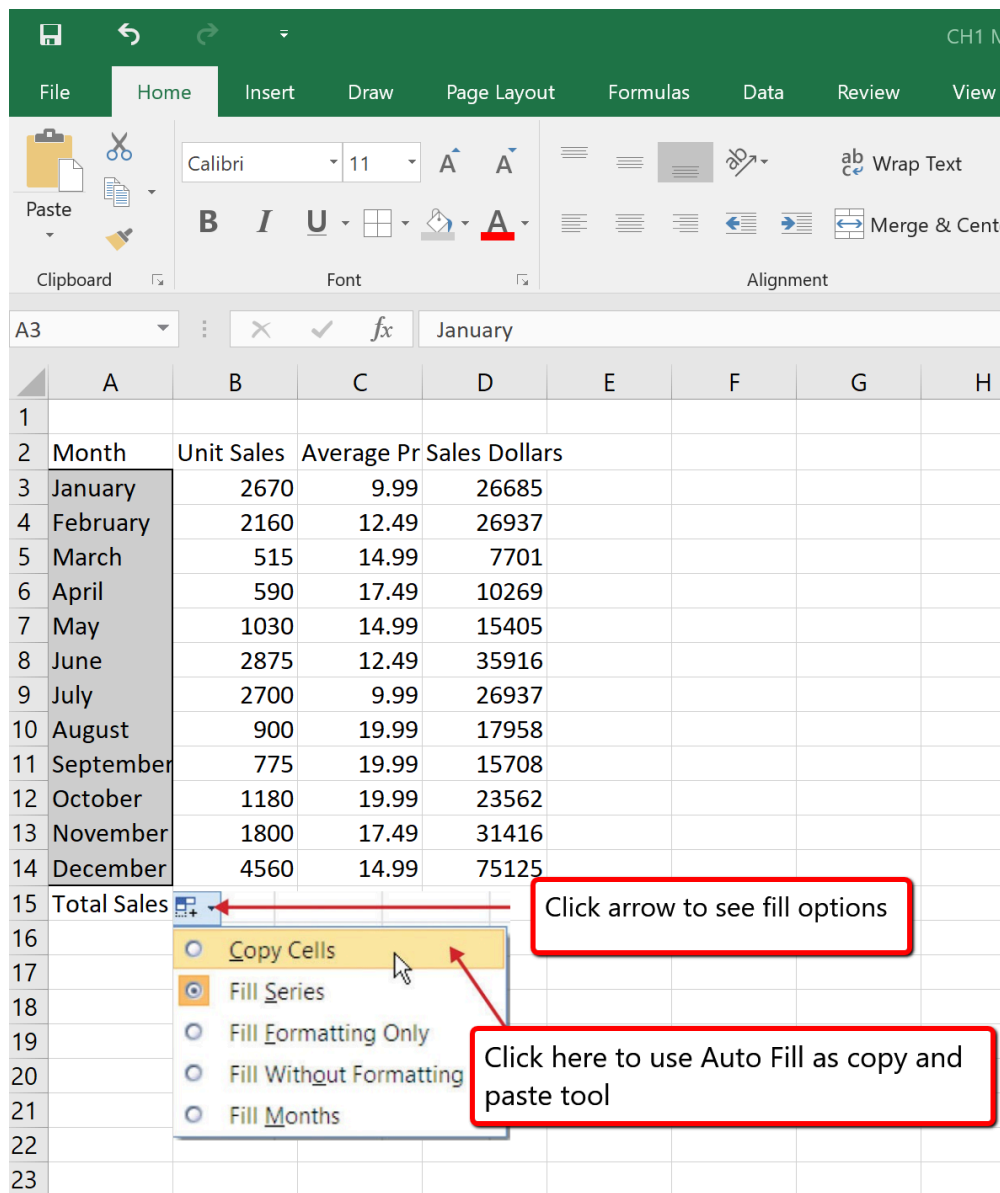 CH1 M
File Home Insert Draw Page Layout Formulas Data Review View
Calibri 11 A A ab c Wrap Text
Paste B I U A Merge & Cent
Clipboard Font Alignment
A3 fx January
A B C D E F G H
1
2 Month Unit Sales Average Pr Sales Dollars
3 January 2670 9.99 26685
4 February 2160 12.49 26937
5 March 515 14.99 7701
6 April 590 17.49 10269
7 May 1030 14.99 15405
8 June 2875 12.49 35916
9 July 2700 9.99 26937
10 August 900 19.99 17958
11 September 775 19.99 15708
12 October 1180 19.99 23562
13 November 1800 17.49 31416
14 December 4560 14.99 75125
15 Total Sales Click arrow to see fill options
16 Copy Cells
17
18 Fill Series
19 Fill Formatting Only
20 Fill Without Formatting
21 Fill Months
22
23
Click here to use Auto Fill as copy and
paste tool